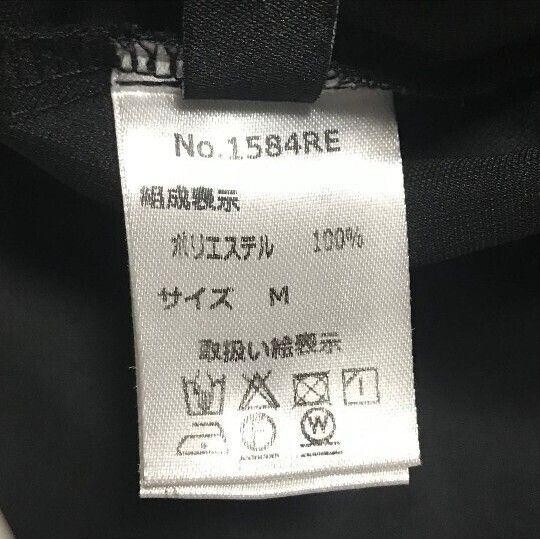 No.1584RE
組成表示
ポリエステル 100%
サイズ M
取扱い絵表示
W